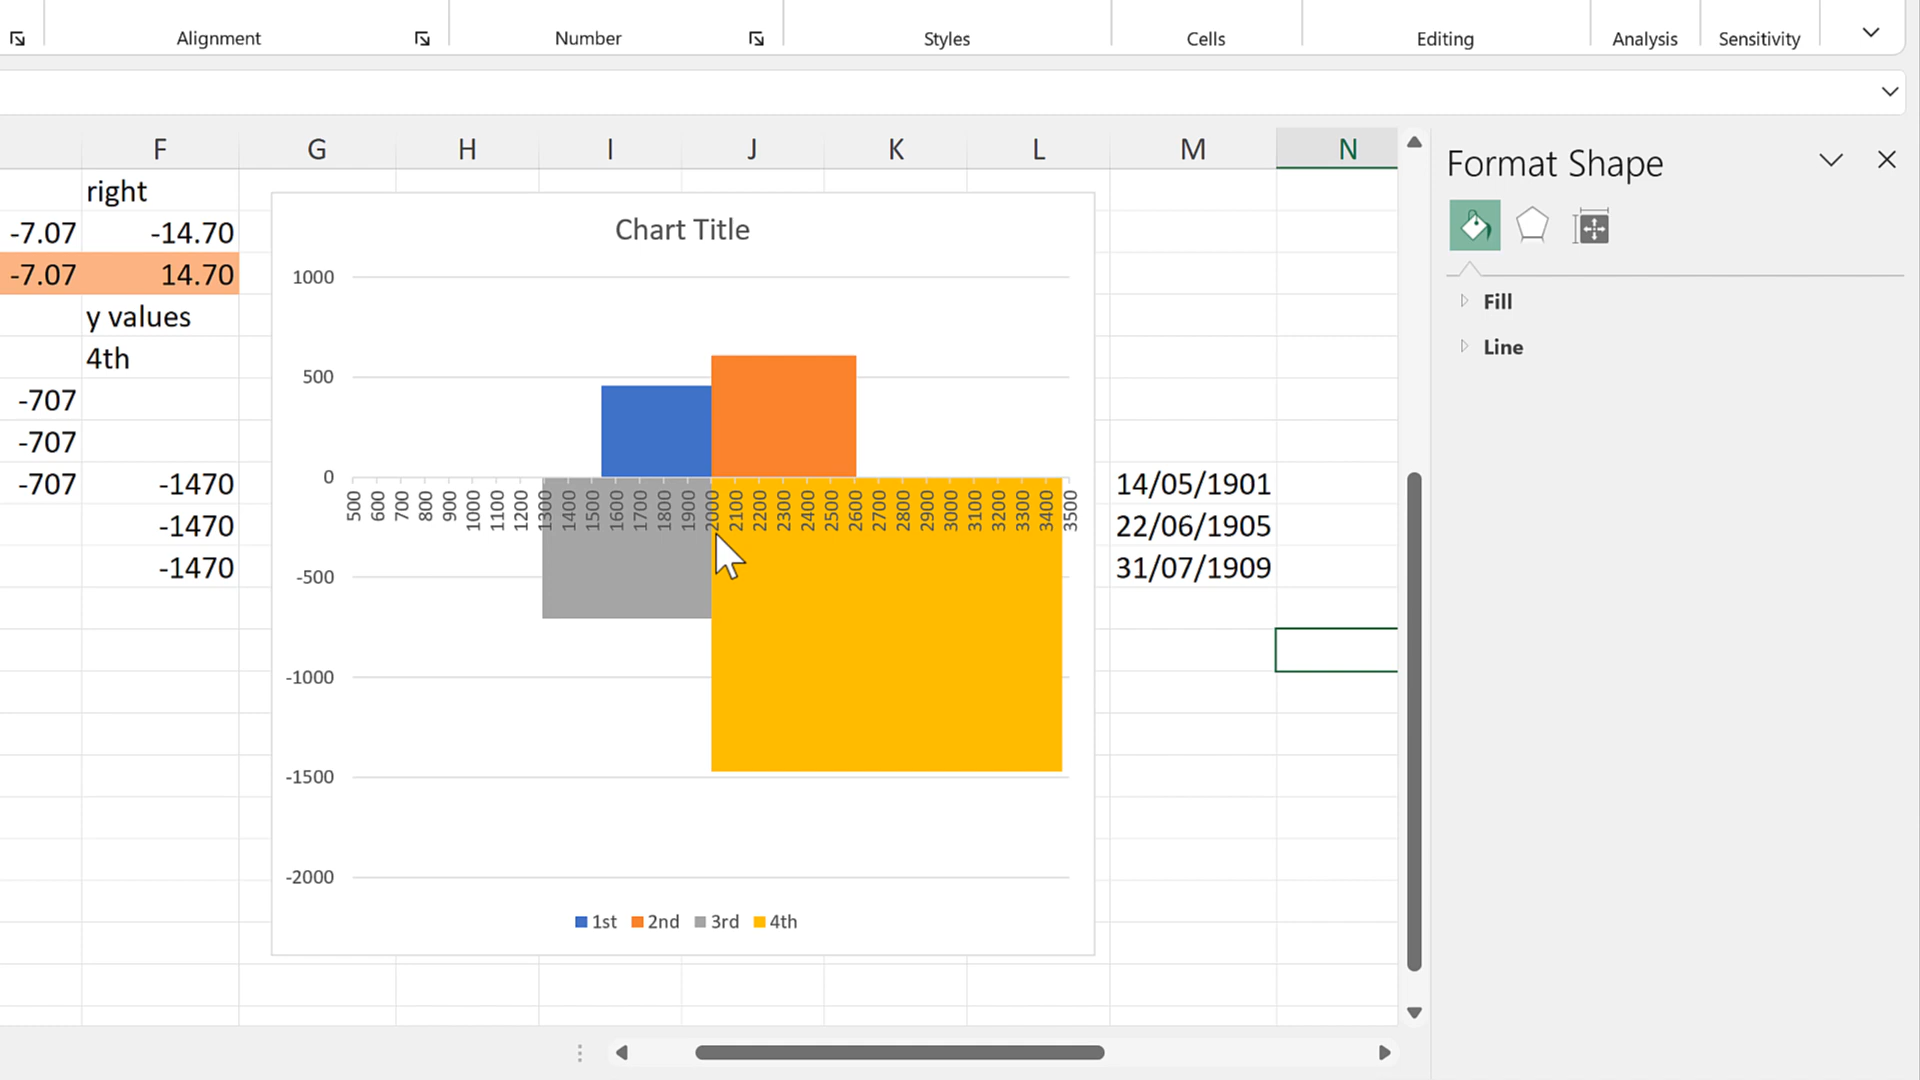 Alignment Number Styles Cells Editing Analysis Sensitivity
F G H I J K L M N
right
-7.07 -14.70
-7.07 14.70
y values
4th
-707
-707
-707 -1470
-1470
-1470
Chart Title
1000
500
0
-500
-1000
-1500
-2000
500 600 700 800 900 1000 1100 1200 1300 1400 1500 1600 1700 1800 1900 2000 2100 2200 2300 2400 2500 2600 2700 2800 2900 3000 3100 3200 3300 3400 3500
1st 2nd 3rd 4th
14/05/1901
22/06/1905
31/07/1909
Format Shape
Fill
Line